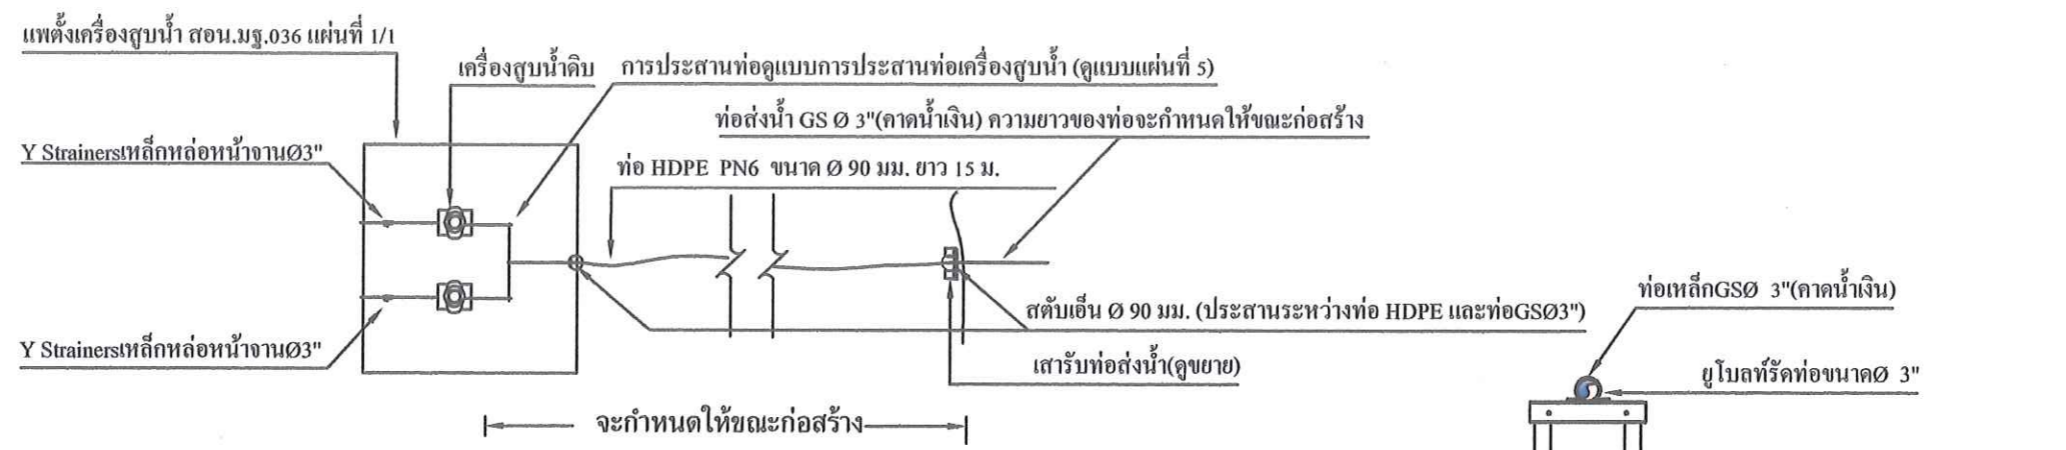 แพตั้งเครื่องสูบน้ำ สอน.มฐ.036 แผ่นที่ 1/1
เครื่องสูบน้ำดิบ
การประสานท่อดูแบบการประสานท่อเครื่องสูบน้ำ (ดูแบบแผ่นที่ 5)
ท่อส่งน้ำ GS Ø 3"(คาดน้ำเงิน) ความยาวของท่อจะกำหนดให้ขณะก่อสร้าง
Y Strainersเหล็กหล่อหน้าจานØ3"
ท่อ HDPE PN6 ขนาด Ø 90 มม. ยาว 15 ม.
ท่อเหล็กGSØ 3"(คาดน้ำเงิน)
สตับเอ็น Ø 90 มม. (ประสานระหว่างท่อ HDPE และท่อGSØ3")
Y Strainersเหล็กหล่อหน้าจานØ3"
เสารับท่อส่งน้ำ(ดูขยาย)
ยูโบลท์รัดท่อขนาดØ 3"
จะกำหนดให้ขณะก่อสร้าง